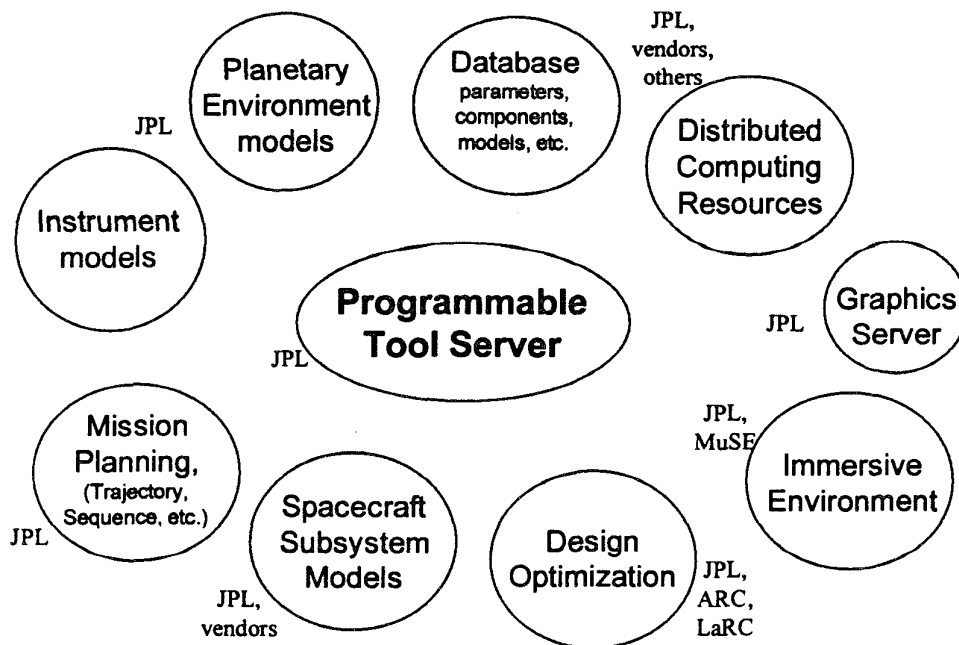 JPL,
vendors,
others
Planetary
Environment
models
Database
parameters,
components,
models, etc.
JPL
Distributed
Computing
Resources
Instrument
models
Programmable
Tool Server
JPL
Graphics
Server
JPL
Mission
Planning,
(Trajectory,
Sequence, etc.)
JPL
Spacecraft
Subsystem
Models
JPL,
vendors
Design
Optimization
JPL,
ARC,
LaRC
JPL,
MuSE
Immersive
Environment